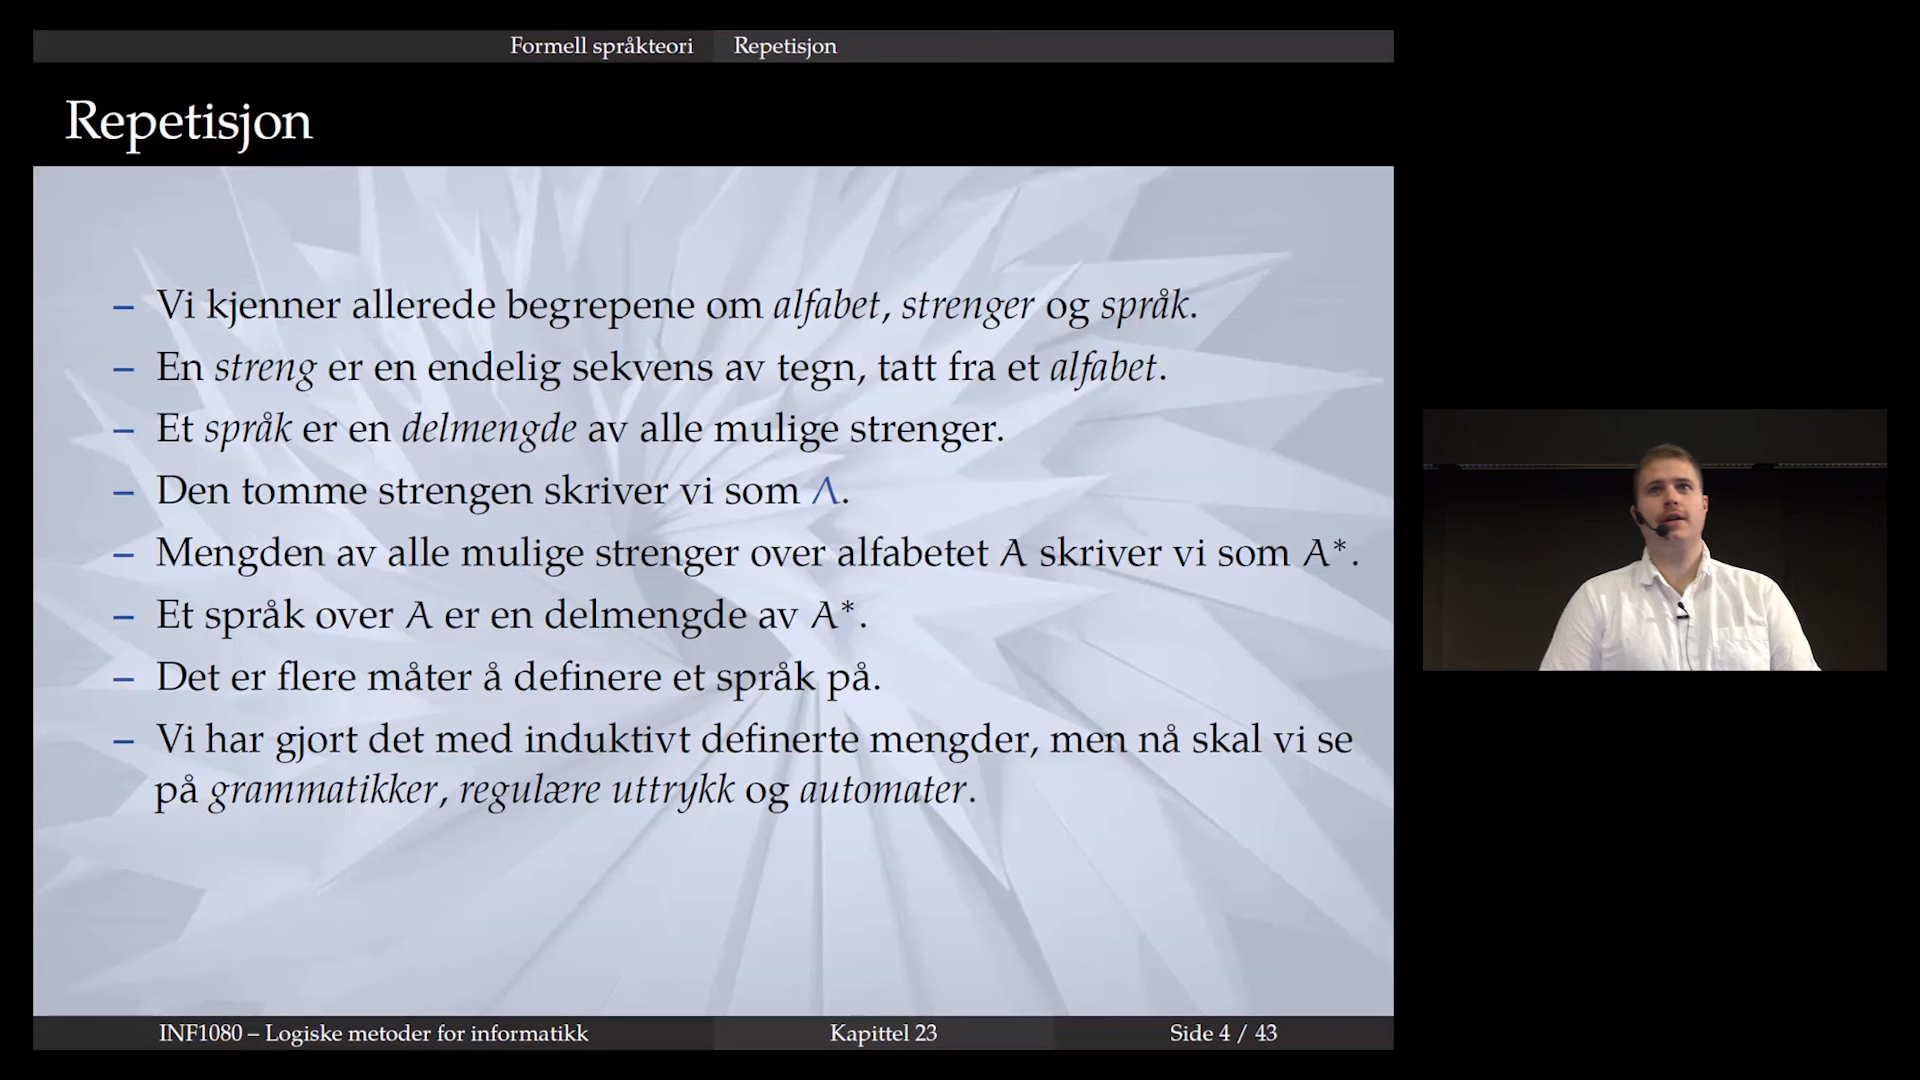 Formell språkteori Repetisjon
Repetisjon
– Vi kjenner allerede begrepene om alfabet, strenger og språk.
– En streng er en endelig sekvens av tegn, tatt fra et alfabet.
– Et språk er en delmengde av alle mulige strenger.
– Den tomme strengen skriver vi som Λ.
– Mengden av alle mulige strenger over alfabetet A skriver vi som A*.
– Et språk over A er en delmengde av A*.
– Det er flere måter å definere et språk på.
– Vi har gjort det med induktivt definerte mengder, men nå skal vi se
på grammatikker, regulære uttrykk og automater.
INF1080 – Logiske metoder for informatikk Kapittel 23 Side 4 / 43